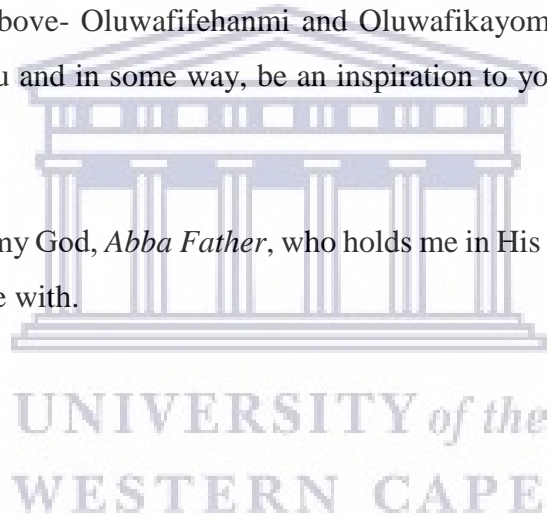 bove- Oluwafifehanmi and Oluwafikayom
u and in some way, be an inspiration to yo
my God, Abba Father, who holds me in His
e with.
UNIVERSITY of the
WESTERN CAPE